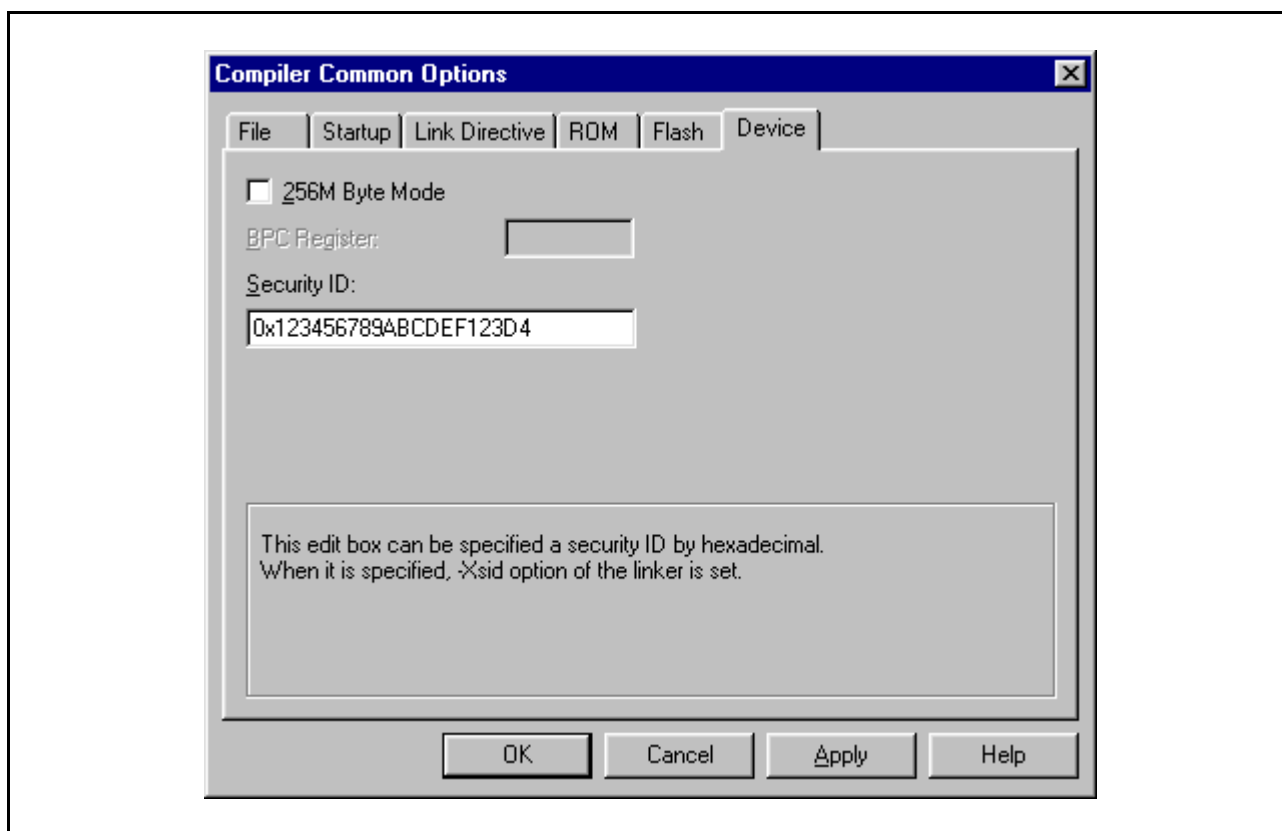 Compiler Common Options
File Startup Link Directive ROM Flash Device
256M Byte Mode
BPC Register:
Security ID:
0x123456789ABCDEF123D4
This edit box can be specified a security ID by hexadecimal.
When it is specified, -Xsid option of the linker is set.
OK Cancel Apply Help